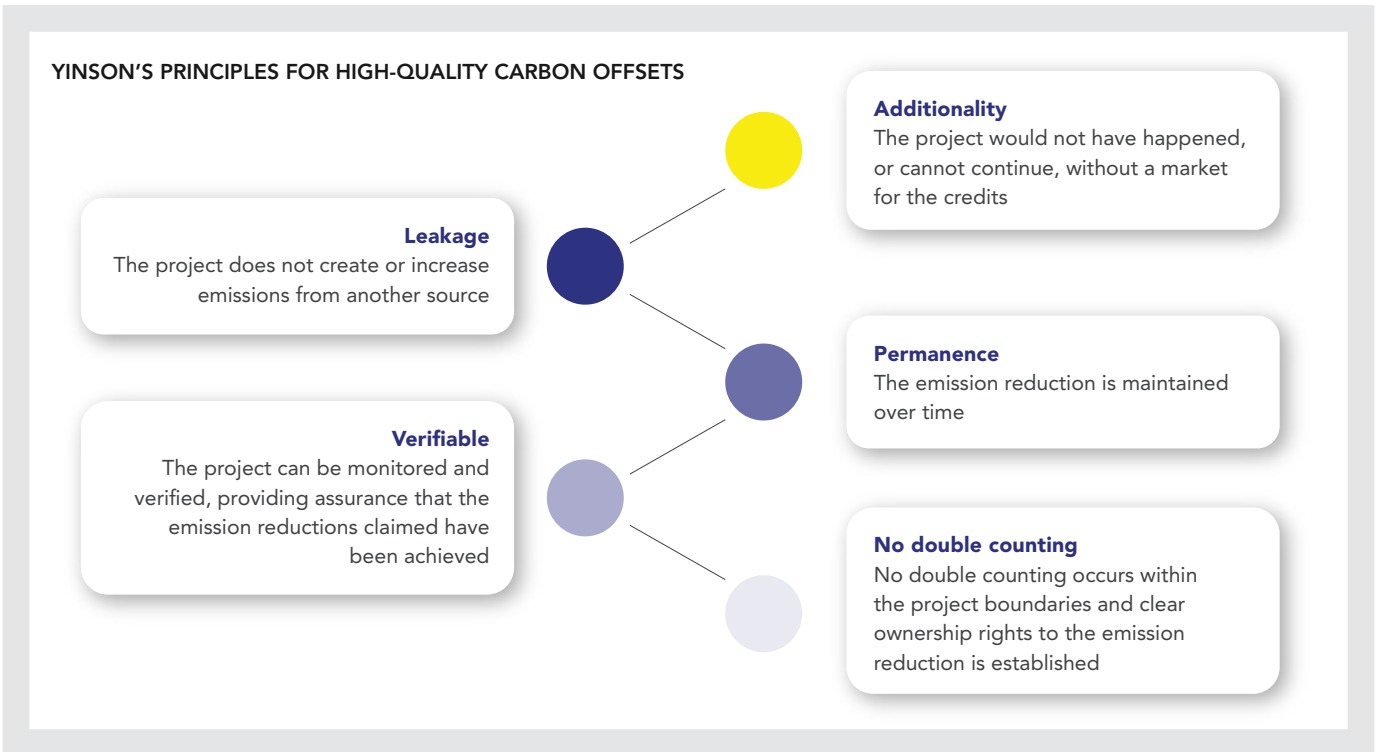 YINSON’S PRINCIPLES FOR HIGH-QUALITY CARBON OFFSETS
Additionality
The project would not have happened,
or cannot continue, without a market
for the credits
Leakage
The project does not create or increase
emissions from another source
Permanence
The emission reduction is maintained
over time
Verifiable
The project can be monitored and
verified, providing assurance that the
emission reductions claimed have
been achieved
No double counting
No double counting occurs within
the project boundaries and clear
ownership rights to the emission
reduction is established